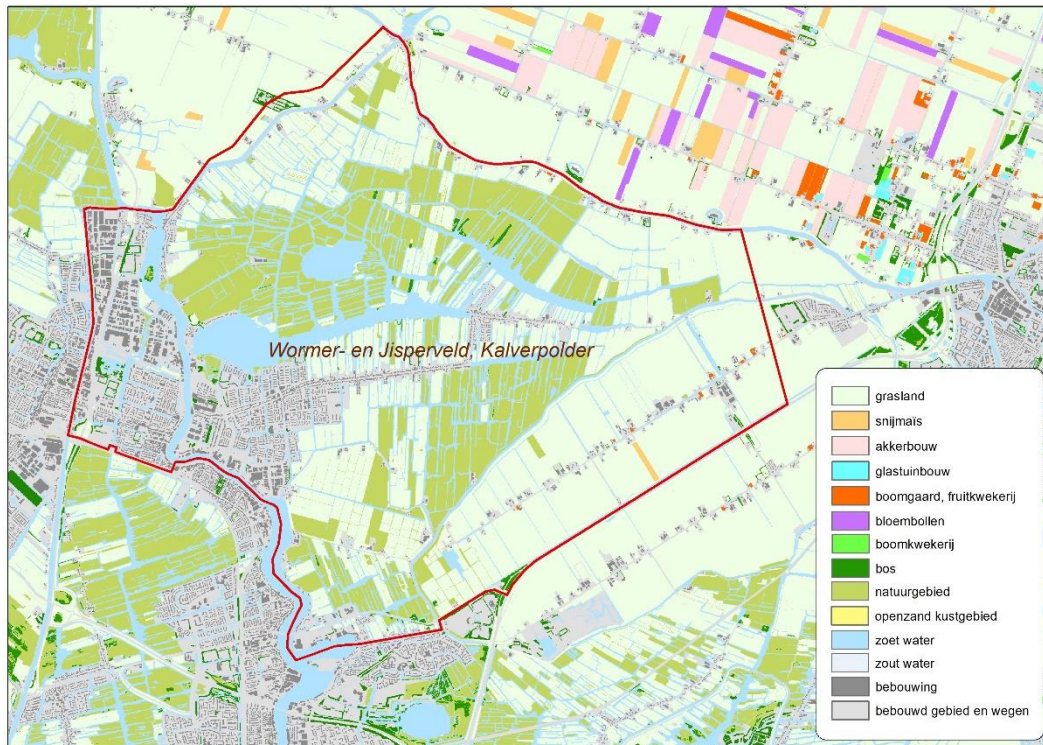 Wormer- en Jisperveld, Kalverpolder
grasland
snijmaïs
akkerbouw
glastuinbouw
boomgaard, fruitkwekerij
bloembollen
boomkwekerij
bos
natuurgebied
openzand kustgebied
zoet water
zout water
bebouwing
bebouwd gebied en wegen